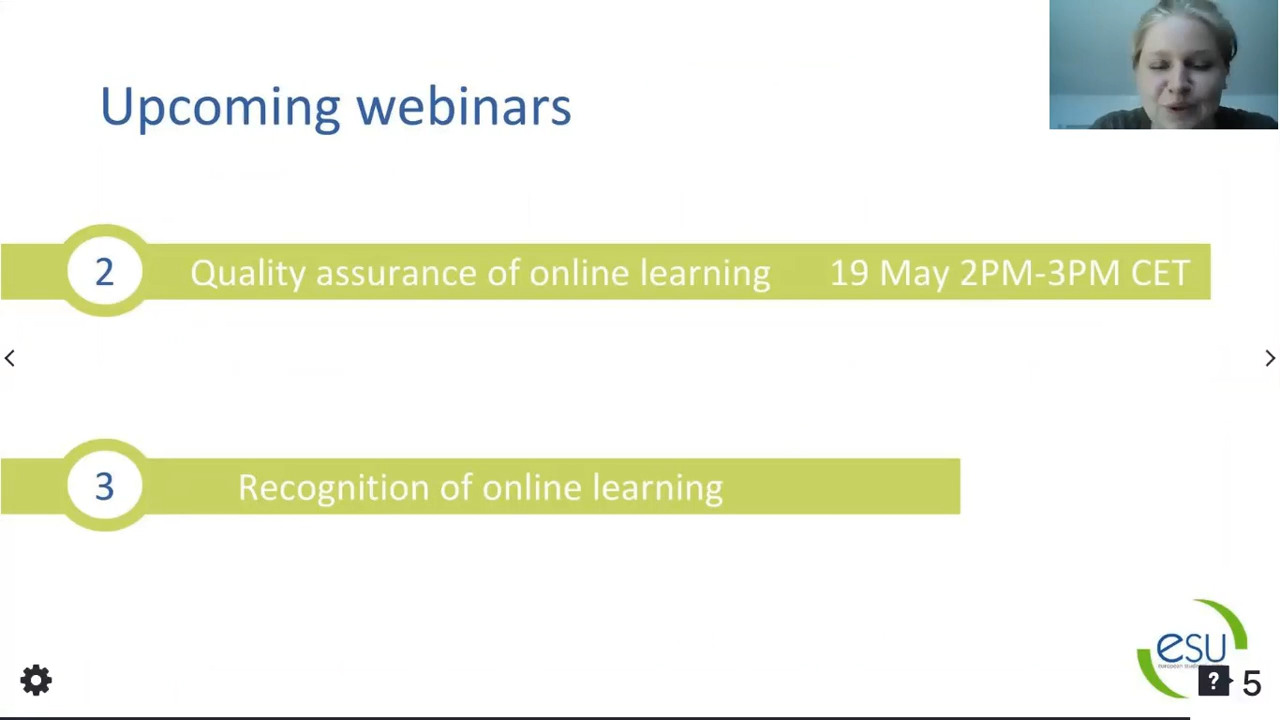 Upcoming webinars
2 Quality assurance of online learning 19 May 2PM-3PM CET
3 Recognition of online learning
esu
european
? 5